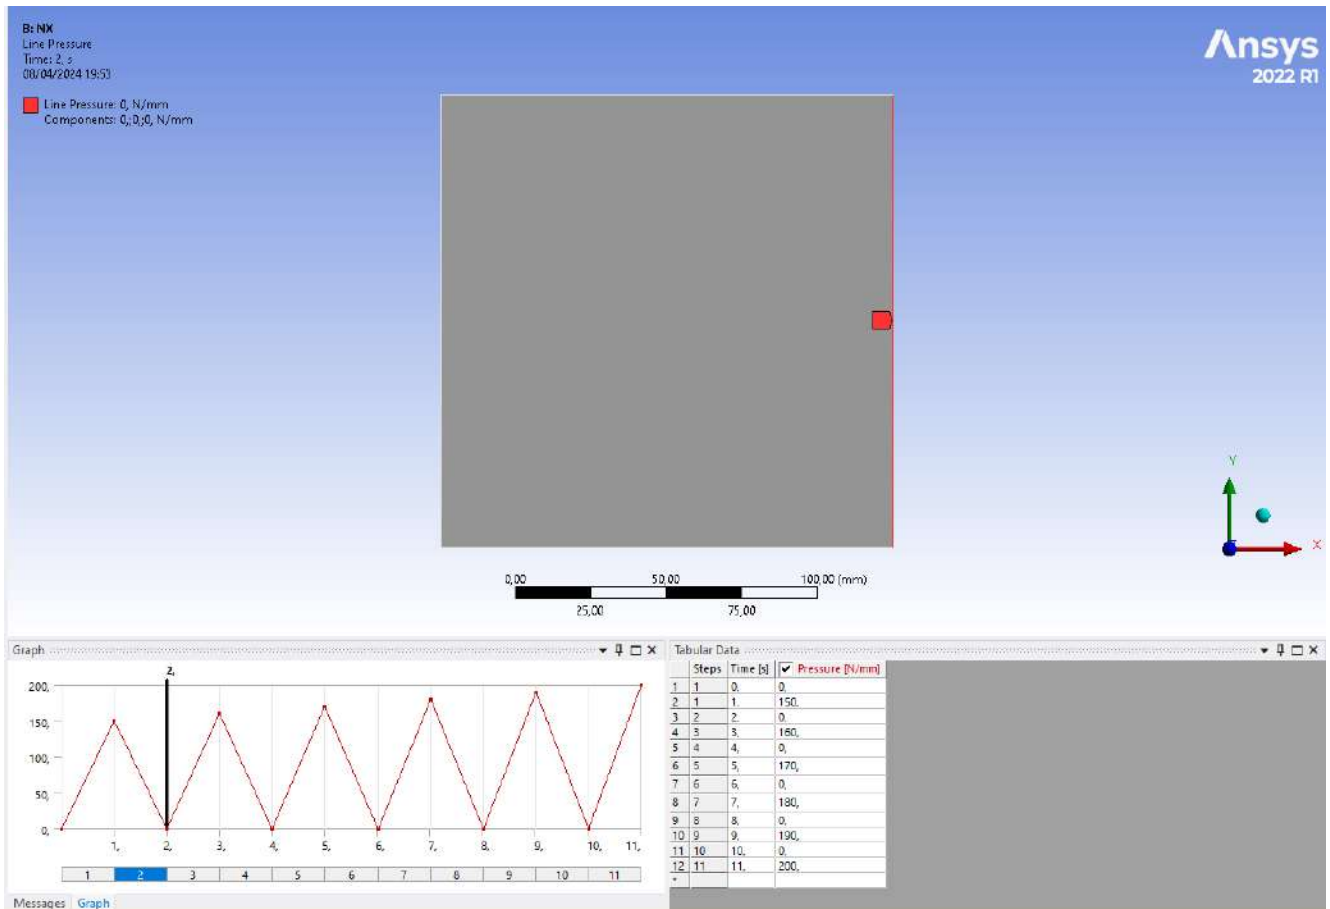 B: NX
Line Pressure
Time: 2, s
08/04/2024 19:53
Line Pressure: 0, N/mm
Components: 0,;0,;0, N/mm
Ansys
2022 R1
Y
X
0,00 50,00 100,00 (mm)
25,00 75,00
Graph
2,
200,
150,
100,
50,
0,
1, 2, 3, 4, 5, 6, 7, 8, 9, 10, 11,
1 2 3 4 5 6 7 8 9 10 11
Messages Graph
Tabular Data
Steps Time [s] Pressure [N/mm]
1 1 0, 0,
2 1 1, 150,
3 2 2, 0,
4 3 3, 160,
5 4 4, 0,
6 5 5, 170,
7 6 6, 0,
8 7 7, 180,
9 8 8, 0,
10 9 9, 190,
11 10 10, 0,
12 11 11, 200,
*